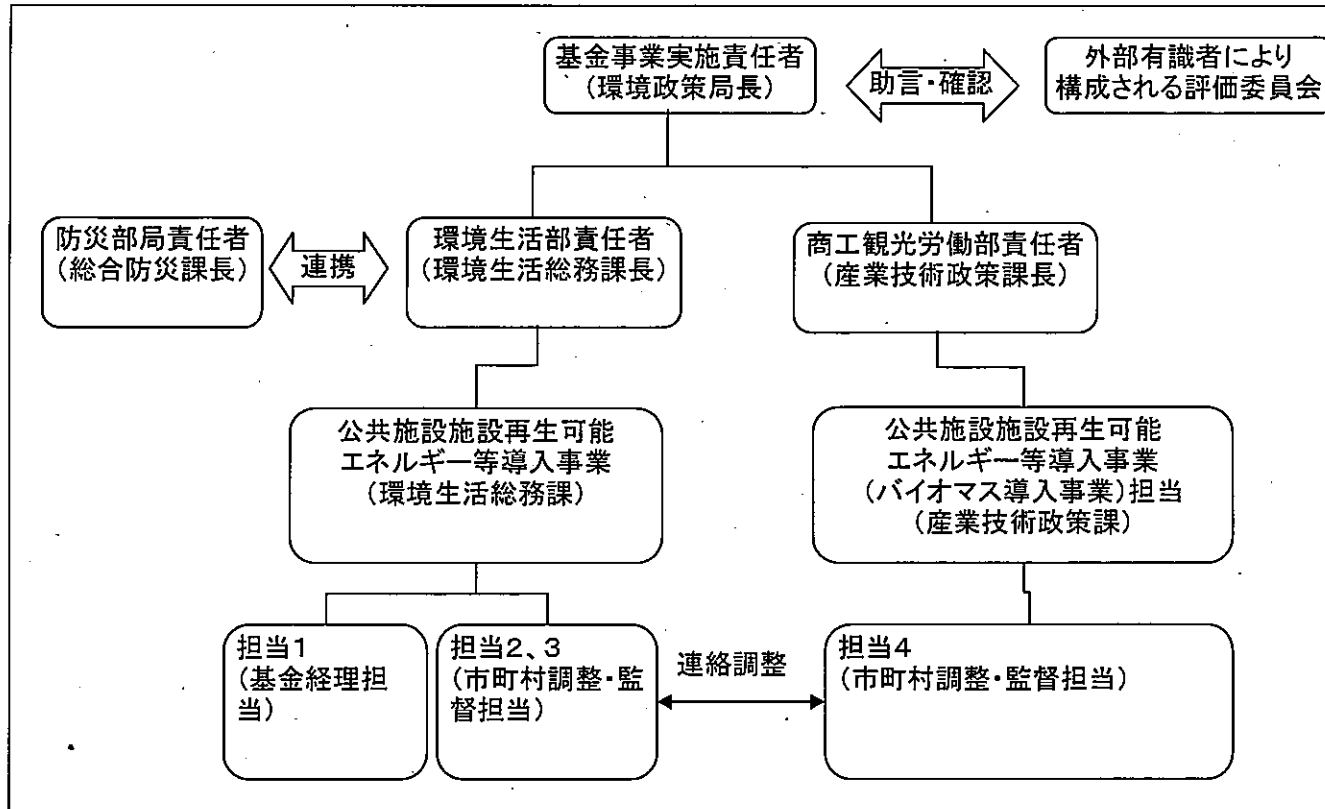 基金事業実施責任者
(環境政策局長)
助言・確認
外部有識者により
構成される評価委員会
防災部局責任者
(総合防災課長)
連携
環境生活部責任者
(環境生活総務課長)
商工観光労働部責任者
(産業技術政策課長)
公共施設施設再生可能
エネルギー等導入事業
(環境生活総務課)
公共施設施設再生可能
エネルギー等導入事業
(バイオマス導入事業)担当
(産業技術政策課)
担当1
(基金経理担
当)
担当2、3
(市町村調整・監
督担当)
連絡調整
担当4
(市町村調整・監督担当)